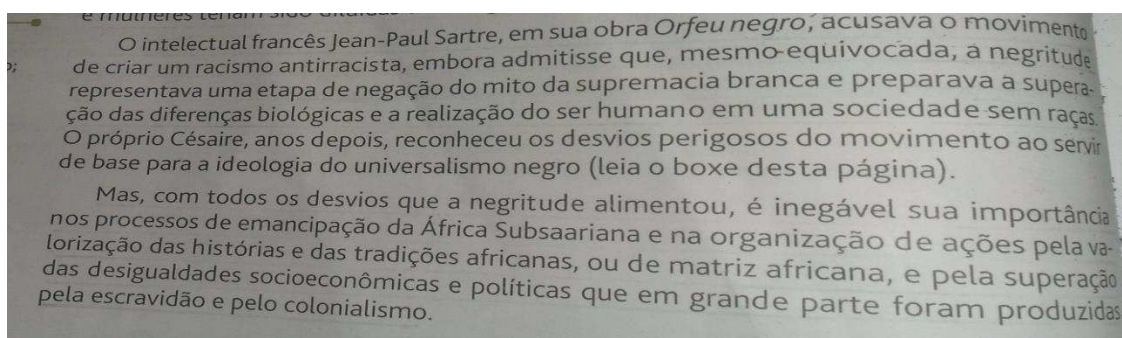 e mulheres tenham sido
O intelectual francês Jean-Paul Sartre, em sua obra Orfeu negro, acusava o movimento
de criar um racismo antirracista, embora admitisse que, mesmo equivocada, a negritude
representava uma etapa de negação do mito da supremacia branca e preparava a supera-
ção das diferenças biológicas e a realização do ser humano em uma sociedade sem raças.
O próprio Césaire, anos depois, reconheceu os desvios perigosos do movimento ao servir
de base para a ideologia do universalismo negro (leia o boxe desta página).
Mas, com todos os desvios que a negritude alimentou, é inegável sua importância
nos processos de emancipação da África Subsaariana e na organização de ações pela va-
lorização das histórias e das tradições africanas, ou de matriz africana, e pela superação
das desigualdades socioeconômicas e políticas que em grande parte foram produzidas
pela escravidão e pelo colonialismo.